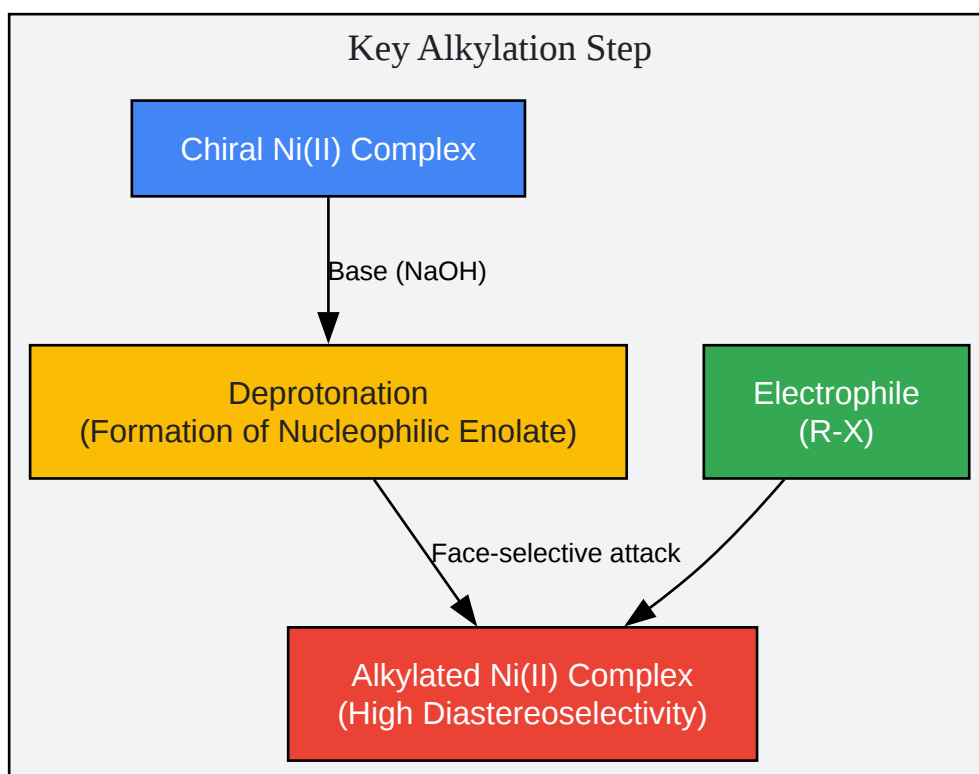 Key Alkylation Step
Chiral Ni(II) Complex
Base (NaOH)
Deprotonation
(Formation of Nucleophilic Enolate)
Electrophile
(R-X)
Face-selective attack
Alkylated Ni(II) Complex
(High Diastereoselectivity)